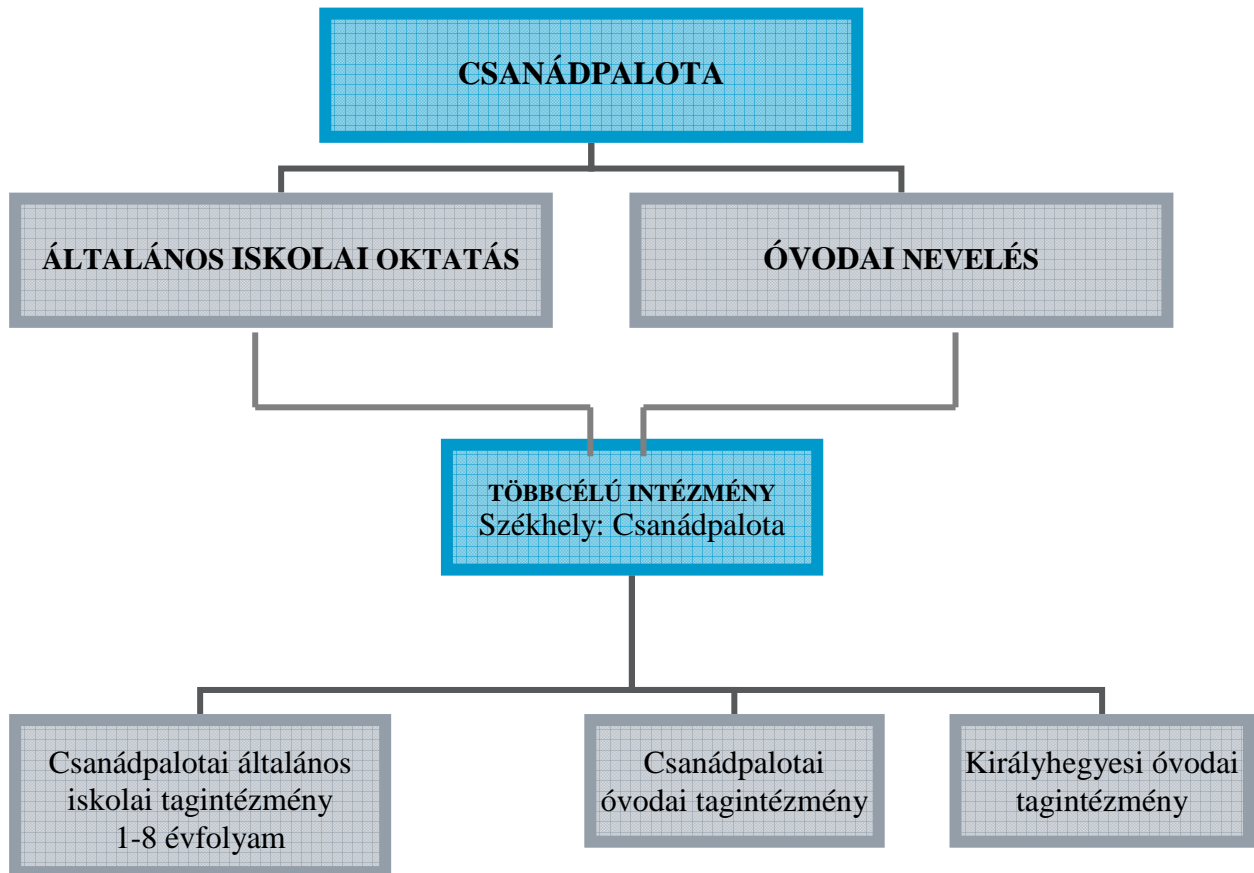 CSANÁDPALOTA
ÁLTALÁNOS ISKOLAI OKTATÁS
ÓVODAI NEVELÉS
TÖBBCÉLÚ INTÉZMÉNY
Székhely: Csanádpalota
Csanádpalotai általános
iskolai tagintézmény
1-8 évfolyam
Csanádpalotai
óvodai tagintézmény
Királyhegyesi óvodai
tagintézmény